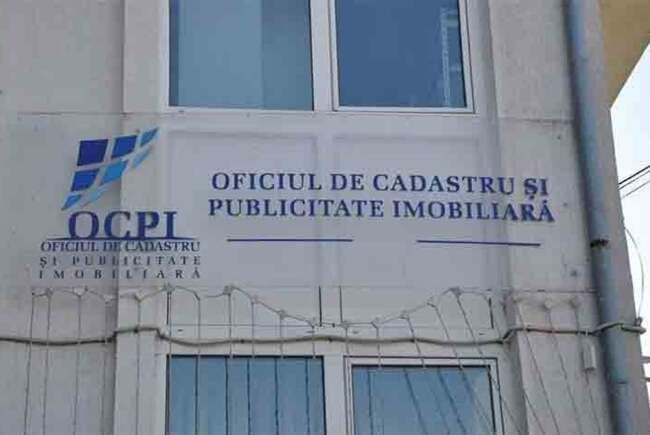 OCPI
OFICIUL DE CADASTRU
ȘI PUBLICITATE
IMOBILIARĂ
OFICIUL DE CADASTRU ȘI
PUBLICITATE IMOBILIARĂ